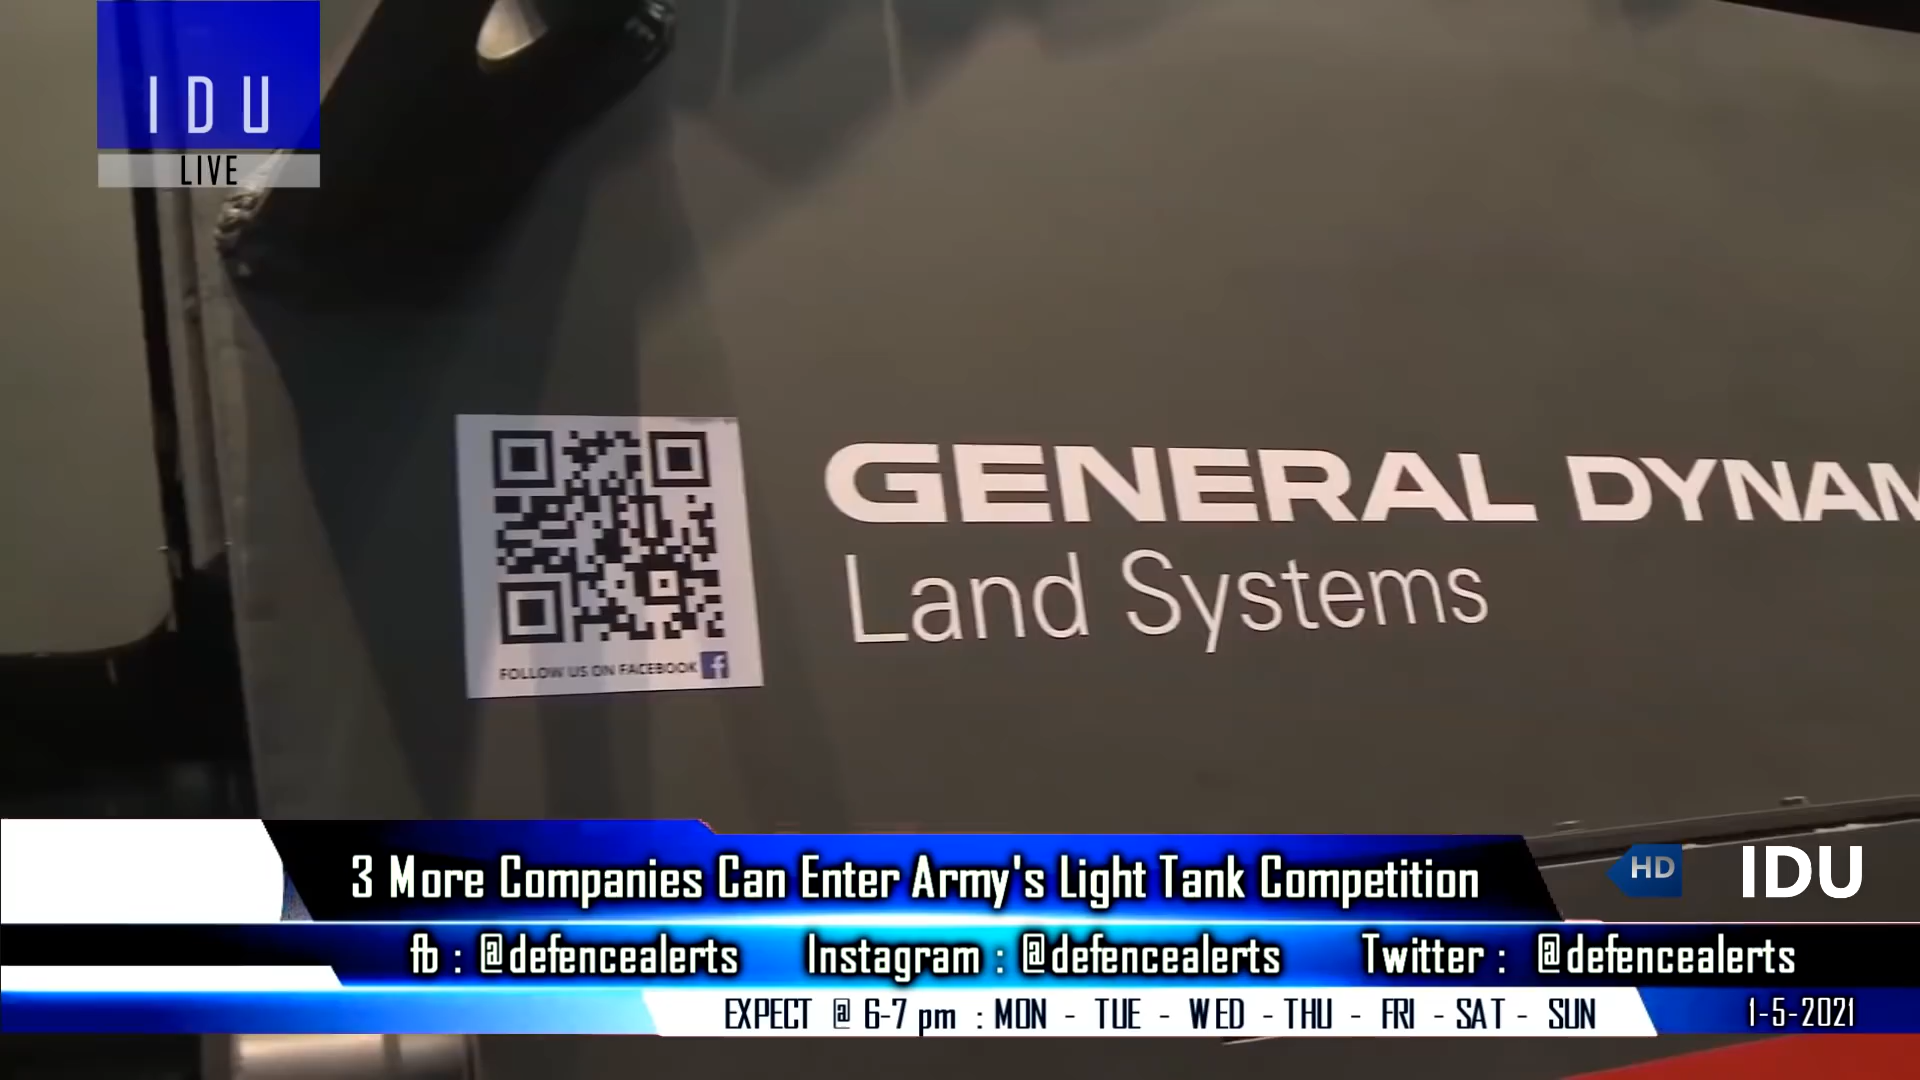 IDU
LIVE
GENERAL DYNAM
Land Systems
FOLLOW US ON FACEBOOK f
3 More Companies Can Enter Army's Light Tank Competition
HD IDU
fb : @defencealerts Instagram : @defencealerts Twitter : @defencealerts
EXPECT @ 6-7 pm : MON - TUE - WED - THU - FRI - SAT - SUN 1-5-2021